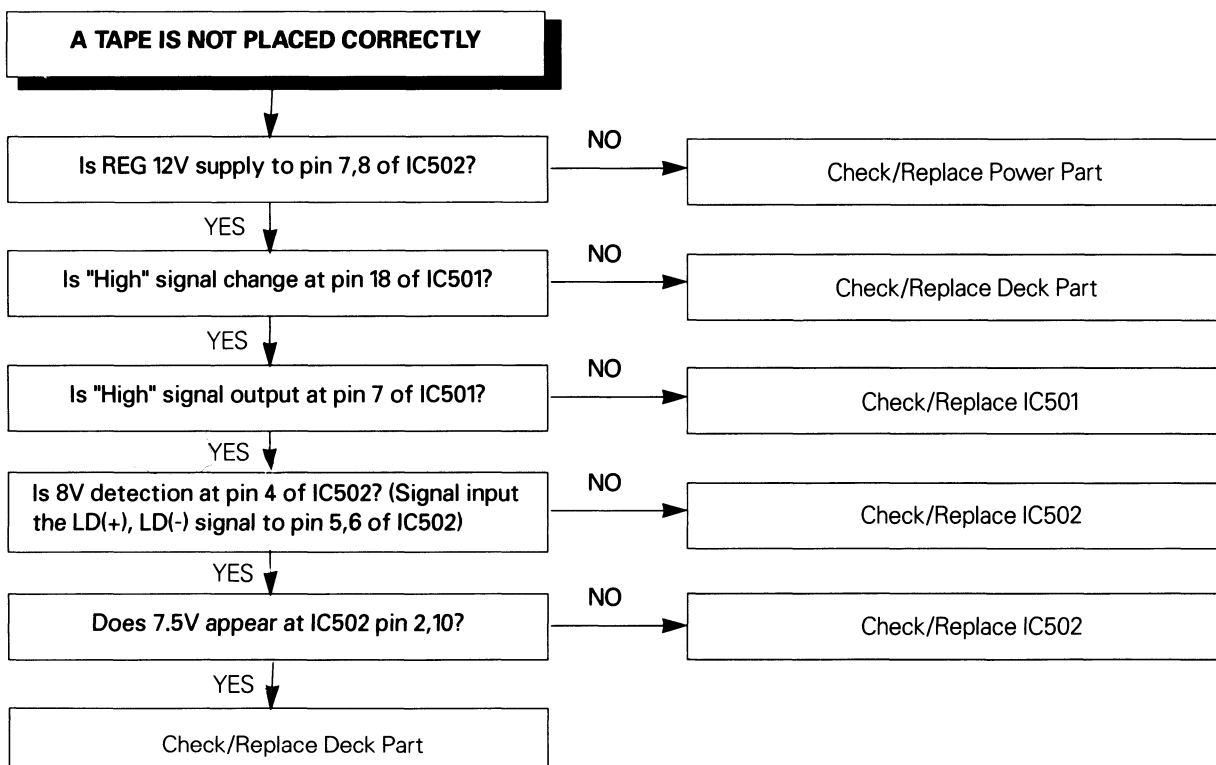 A TAPE IS NOT PLACED CORRECTLY
Is REG 12V supply to pin 7,8 of IC502?
NO
Check/Replace Power Part
YES
Is "High" signal change at pin 18 of IC501?
NO
Check/Replace Deck Part
YES
Is "High" signal output at pin 7 of IC501?
NO
Check/Replace IC501
YES
Is 8V detection at pin 4 of IC502? (Signal input
the LD(+), LD(-) signal to pin 5,6 of IC502)
NO
Check/Replace IC502
YES
Does 7.5V appear at IC502 pin 2,10?
NO
Check/Replace IC502
YES
Check/Replace Deck Part